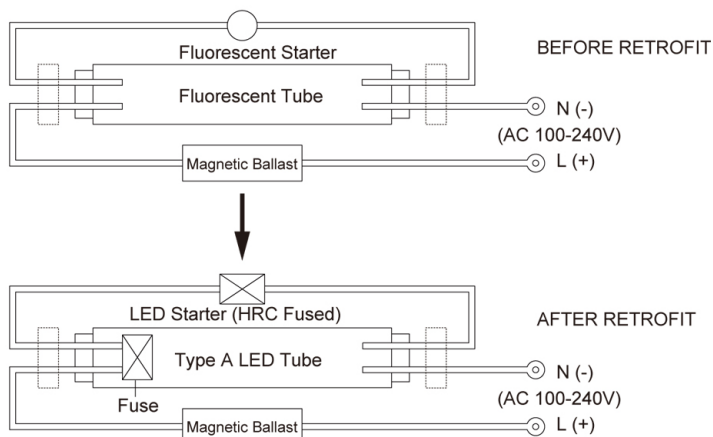 Fluorescent Starter
BEFORE RETROFIT
Fluorescent Tube
N (-)
(AC 100-240V)
Magnetic Ballast
L (+)
LED Starter (HRC Fused)
AFTER RETROFIT
Type A LED Tube
N (-)
(AC 100-240V)
Fuse
Magnetic Ballast
L (+)